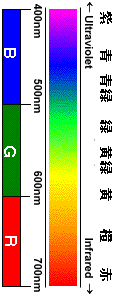 400nm
500nm
600nm
700nm
B
G
R
← Ultraviolet
Infrared →
紫
青
青緑
緑
黄緑
黄
橙
赤